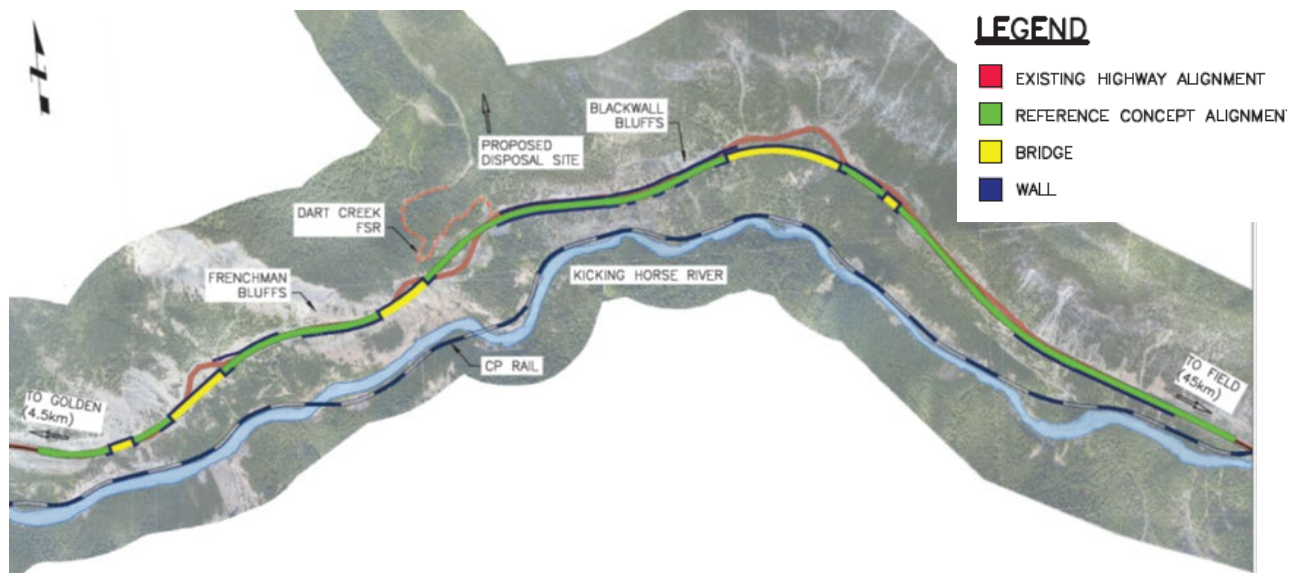 LEGEND
EXISTING HIGHWAY ALIGNMENT
REFERENCE CONCEPT ALIGNMENT
BRIDGE
WALL
BLACKWALL
BLUFFS
PROPOSED
DISPOSAL SITE
DART CREEK
FSR
FRENCHMAN
BLUFFS
KICKING HORSE RIVER
CP RAIL
TO GOLDEN
(4.5km)
TO FIELD
(45km)